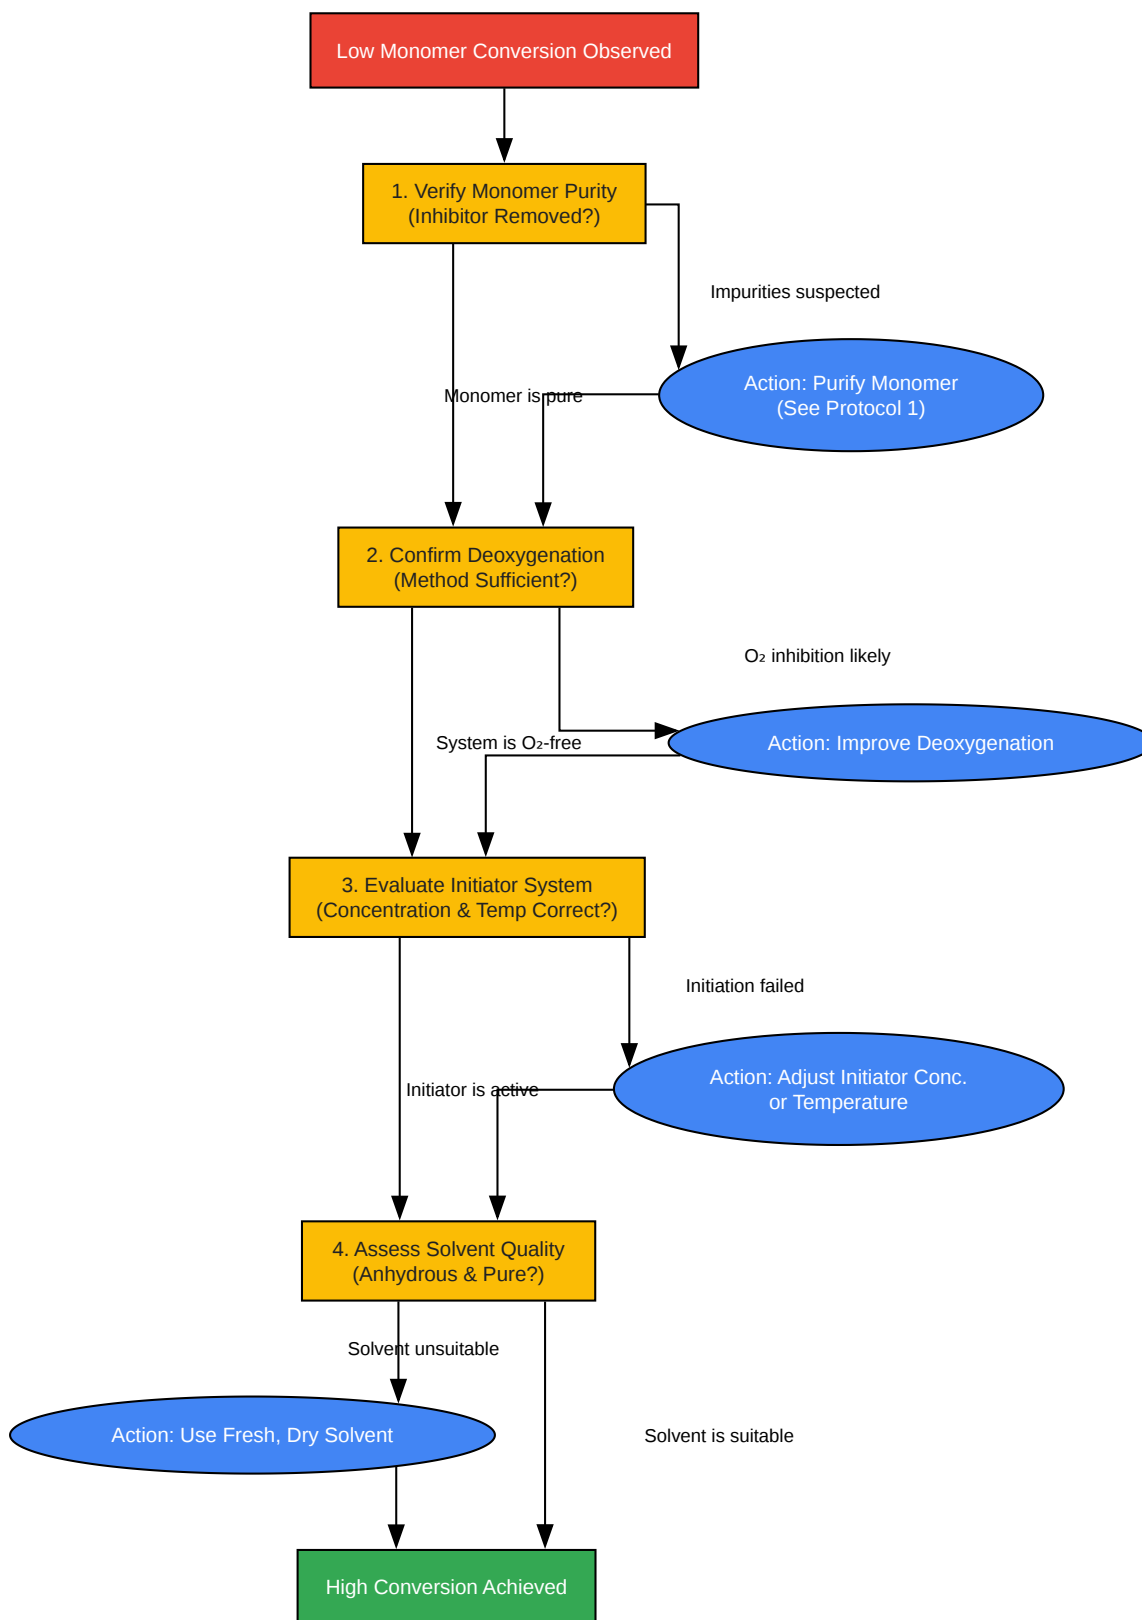 Low Monomer Conversion Observed
1. Verify Monomer Purity
(Inhibitor Removed?)
Impurities suspected
Action: Purify Monomer
(See Protocol 1)
Monomer is pure
2. Confirm Deoxygenation
(Method Sufficient?)
O₂ inhibition likely
Action: Improve Deoxygenation
System is O₂-free
3. Evaluate Initiator System
(Concentration & Temp Correct?)
Initiation failed
Action: Adjust Initiator Conc.
or Temperature
Initiator is active
4. Assess Solvent Quality
(Anhydrous & Pure?)
Solvent unsuitable
Action: Use Fresh, Dry Solvent
Solvent is suitable
High Conversion Achieved